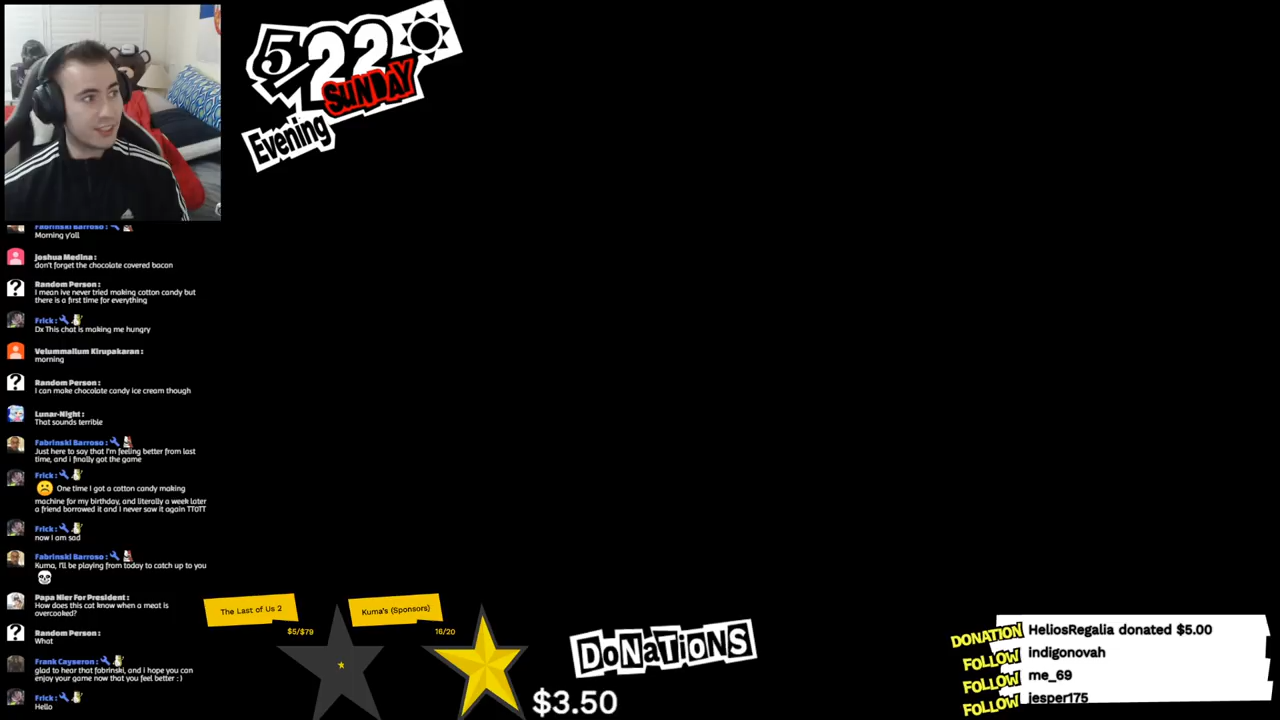 5/22
SUNDAY
Evening
Fabrinski Barroso :
Morning y'all
Joshua Medina :
don't forget the chocolate covered bacon
Random Person :
I mean ive never tried making cotton candy but
there is a first time for everything
Frick :
Dx This chat is making me hungry
Velummailum Kirupakaran :
morning
Random Person :
I can make chocolate candy ice cream though
Lunar-Night :
That sounds terrible
Fabrinski Barroso :
Just here to say that I'm feeling better from last
time, and i finally got the game
Frick :
One time I got a cotton candy making
machine for my birthday, and literally a week later
a friend borrowed it and I never saw it again TToTT
Frick :
now i am sad
Fabrinski Barroso :
Kuma, I'll be playing from today to catch up to you
Papa Nier For President :
How does this cat know when a meat is
overcooked?
Random Person :
What
Frank Cayseron :
glad to hear that fabrinski, and i hope you can
enjoy your game now that you feel better : )
Frick :
Hello
The Last of Us 2
$5/$79
Kuma's (Sponsors)
16/20
DoNaTiONS
$3.50
DONATION HeliosRegalia donated $5.00
FOLLOW indigonovah
FOLLOW me_69
FOLLOW jesper175